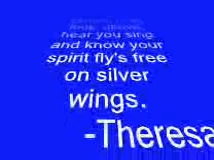 hear you sing
and know your
spirit fly's free
on silver
wings.
-Theresa